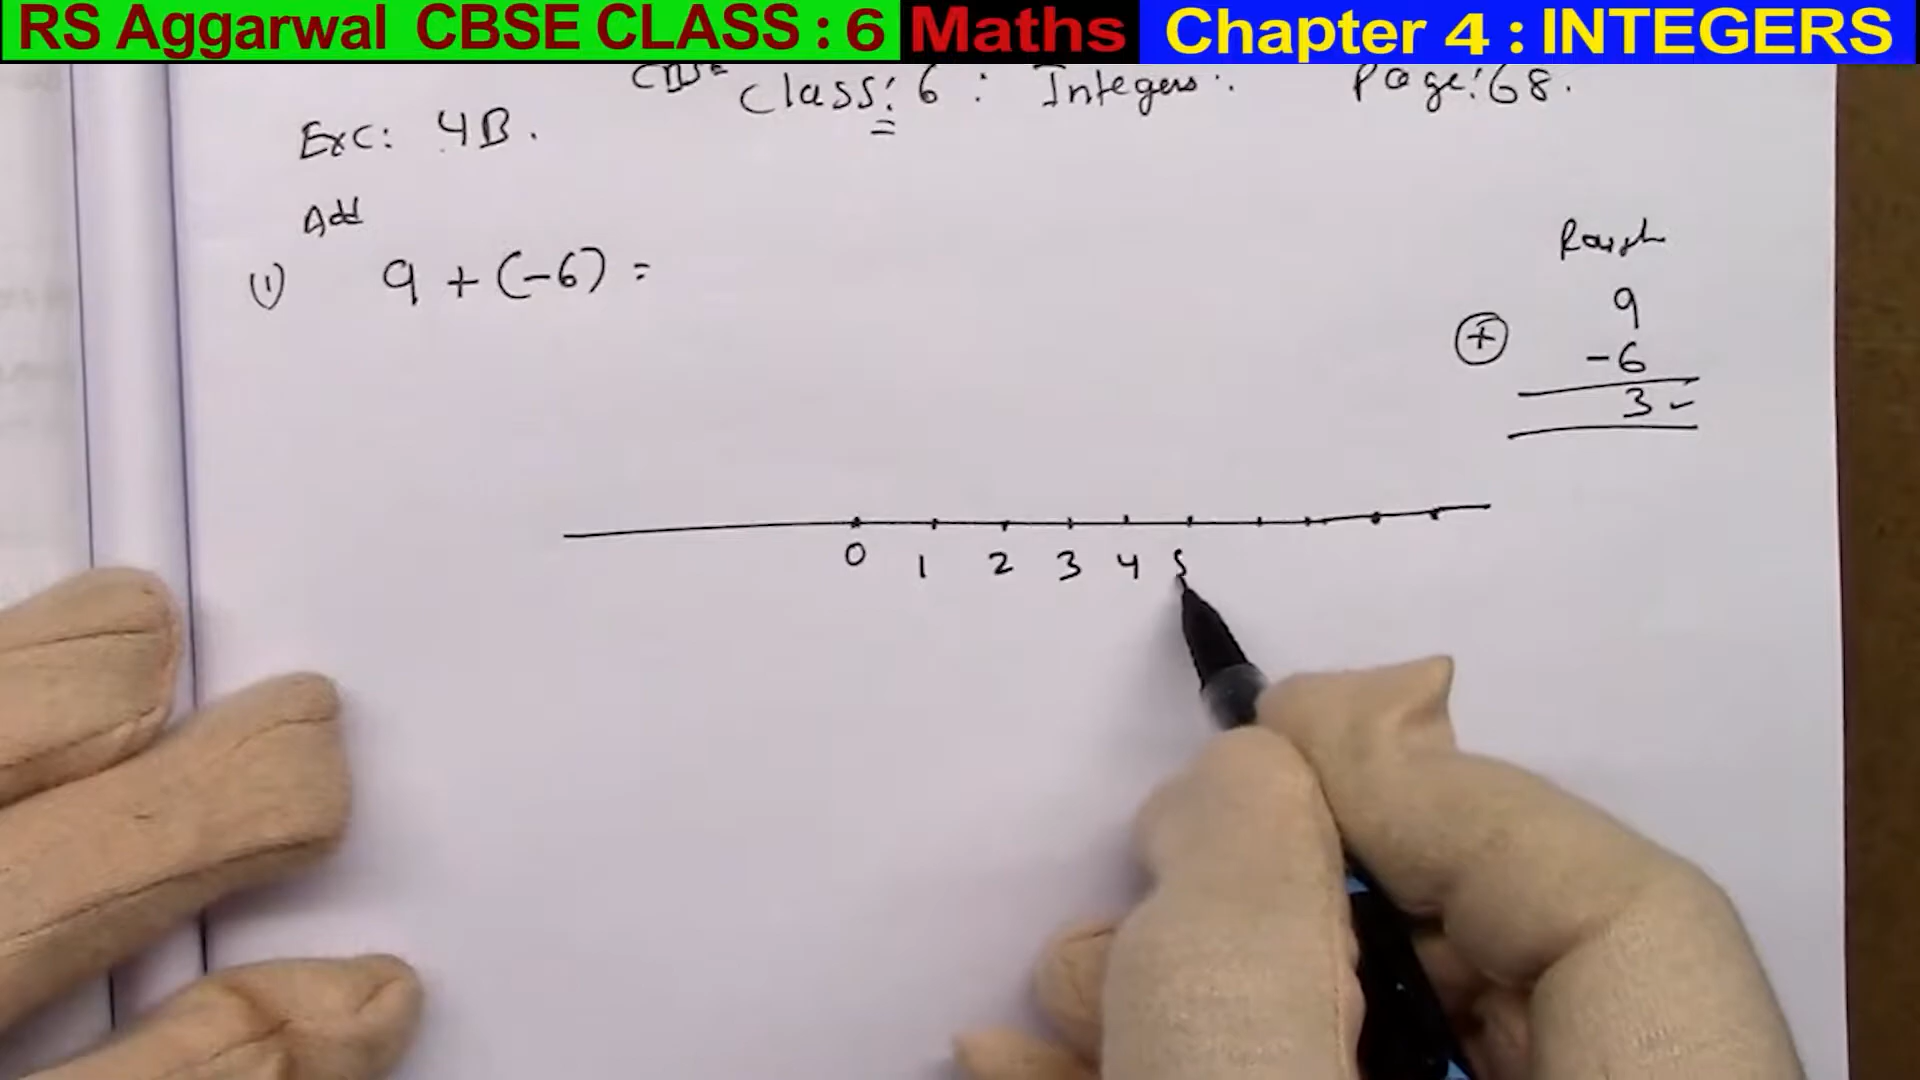 RS Aggarwal CBSE CLASS : 6 Maths Chapter 4 : INTEGERS
CBSE Class: 6 : Integers. Page: 68.
Exc: 4B.
Add
(1) 9 + (-6) =
Rough
9
+ -6
3
0 1 2 3 4 5